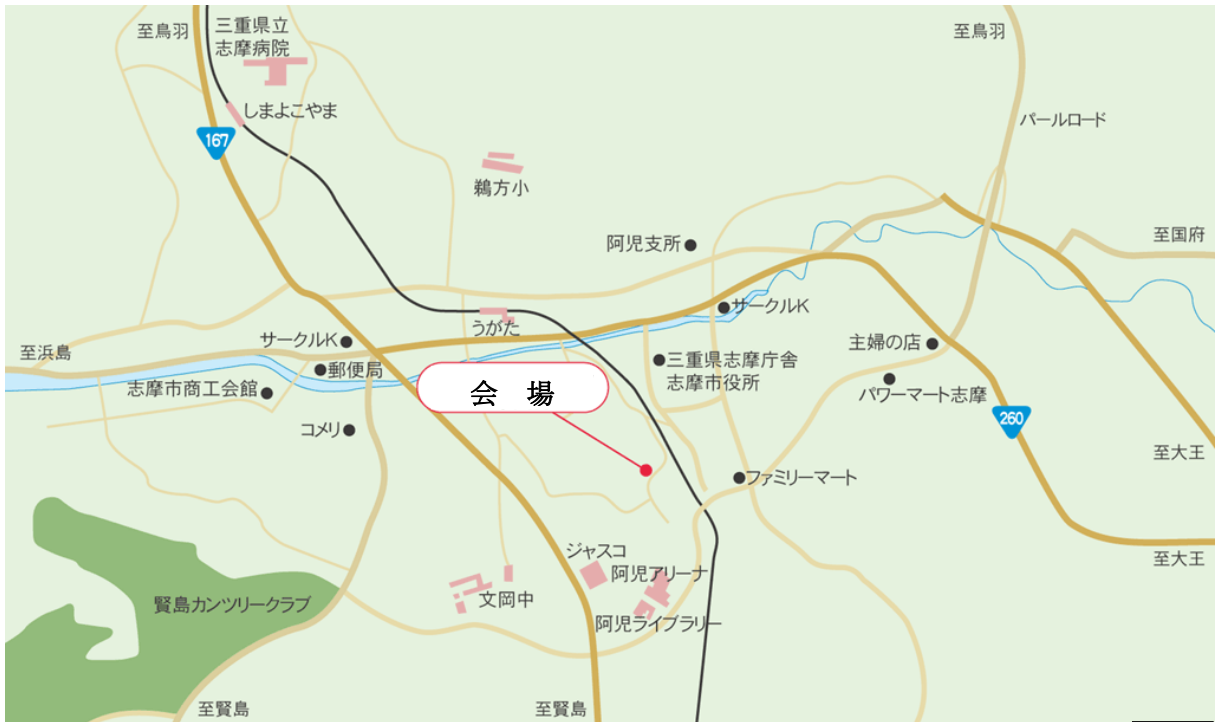 至鳥羽
三重県立
志摩病院
至鳥羽
しまよこやま
パールロード
167
鵜方小
至国府
阿児支所
サークルK
うがた
サークルK
主婦の店
至浜島
郵便局
三重県志摩庁舎
志摩市役所
志摩市商工会館
会 場
パワーマート志摩
260
コメリ
至大王
ファミリーマート
ジャスコ
至大王
阿児アリーナ
文岡中
賢島カンツリークラブ
阿児ライブラリー
至賢島
至賢島